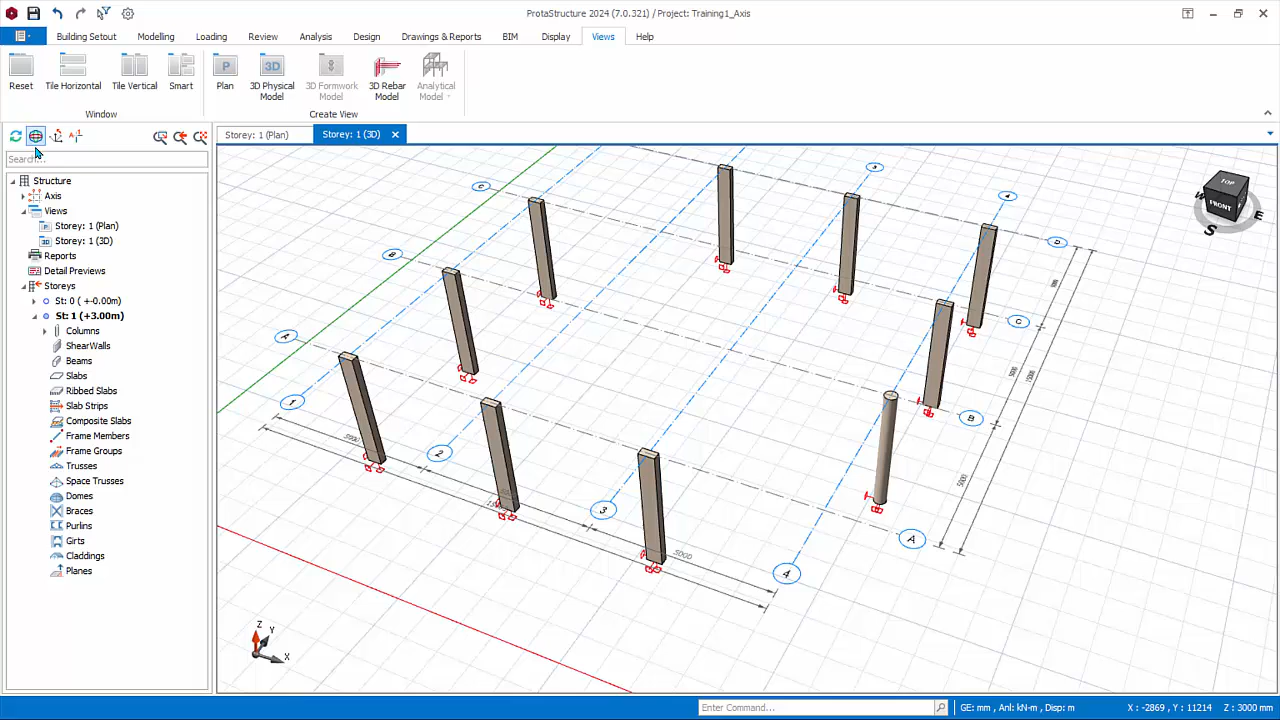 ProtaStructure 2024 (7.0.321) / Project: Training1_Axis
Building Setout Modelling Loading Review Analysis Design Drawings & Reports BIM Display Views Help
Reset Tile Horizontal Tile Vertical Smart Plan 3D Physical Model 3D Formwork Model 3D Rebar Model Analytical Model
Window Create View
Storey: 1 (Plan) Storey: 1 (3D)
Search...
Structure
Axis
Views
Storey: 1 (Plan)
Storey: 1 (3D)
Reports
Detail Previews
Storeys
St: 0 ( +-0.00m)
St: 1 (+3.00m)
Columns
ShearWalls
Beams
Slabs
Ribbed Slabs
Slab Strips
Composite Slabs
Frame Members
Frame Groups
Trusses
Space Trusses
Domes
Braces
Purlins
Girts
Claddings
Planes
TOP
FRONT
W
E
S
C
B
A
1
2
3
4
A
B
C
D
4
5000
5000
5000
Z
Y
X
Enter Command... GE: mm , Anl: kN-m , Disp: m X : -2869 , Y : 11214 Z : 3000 mm